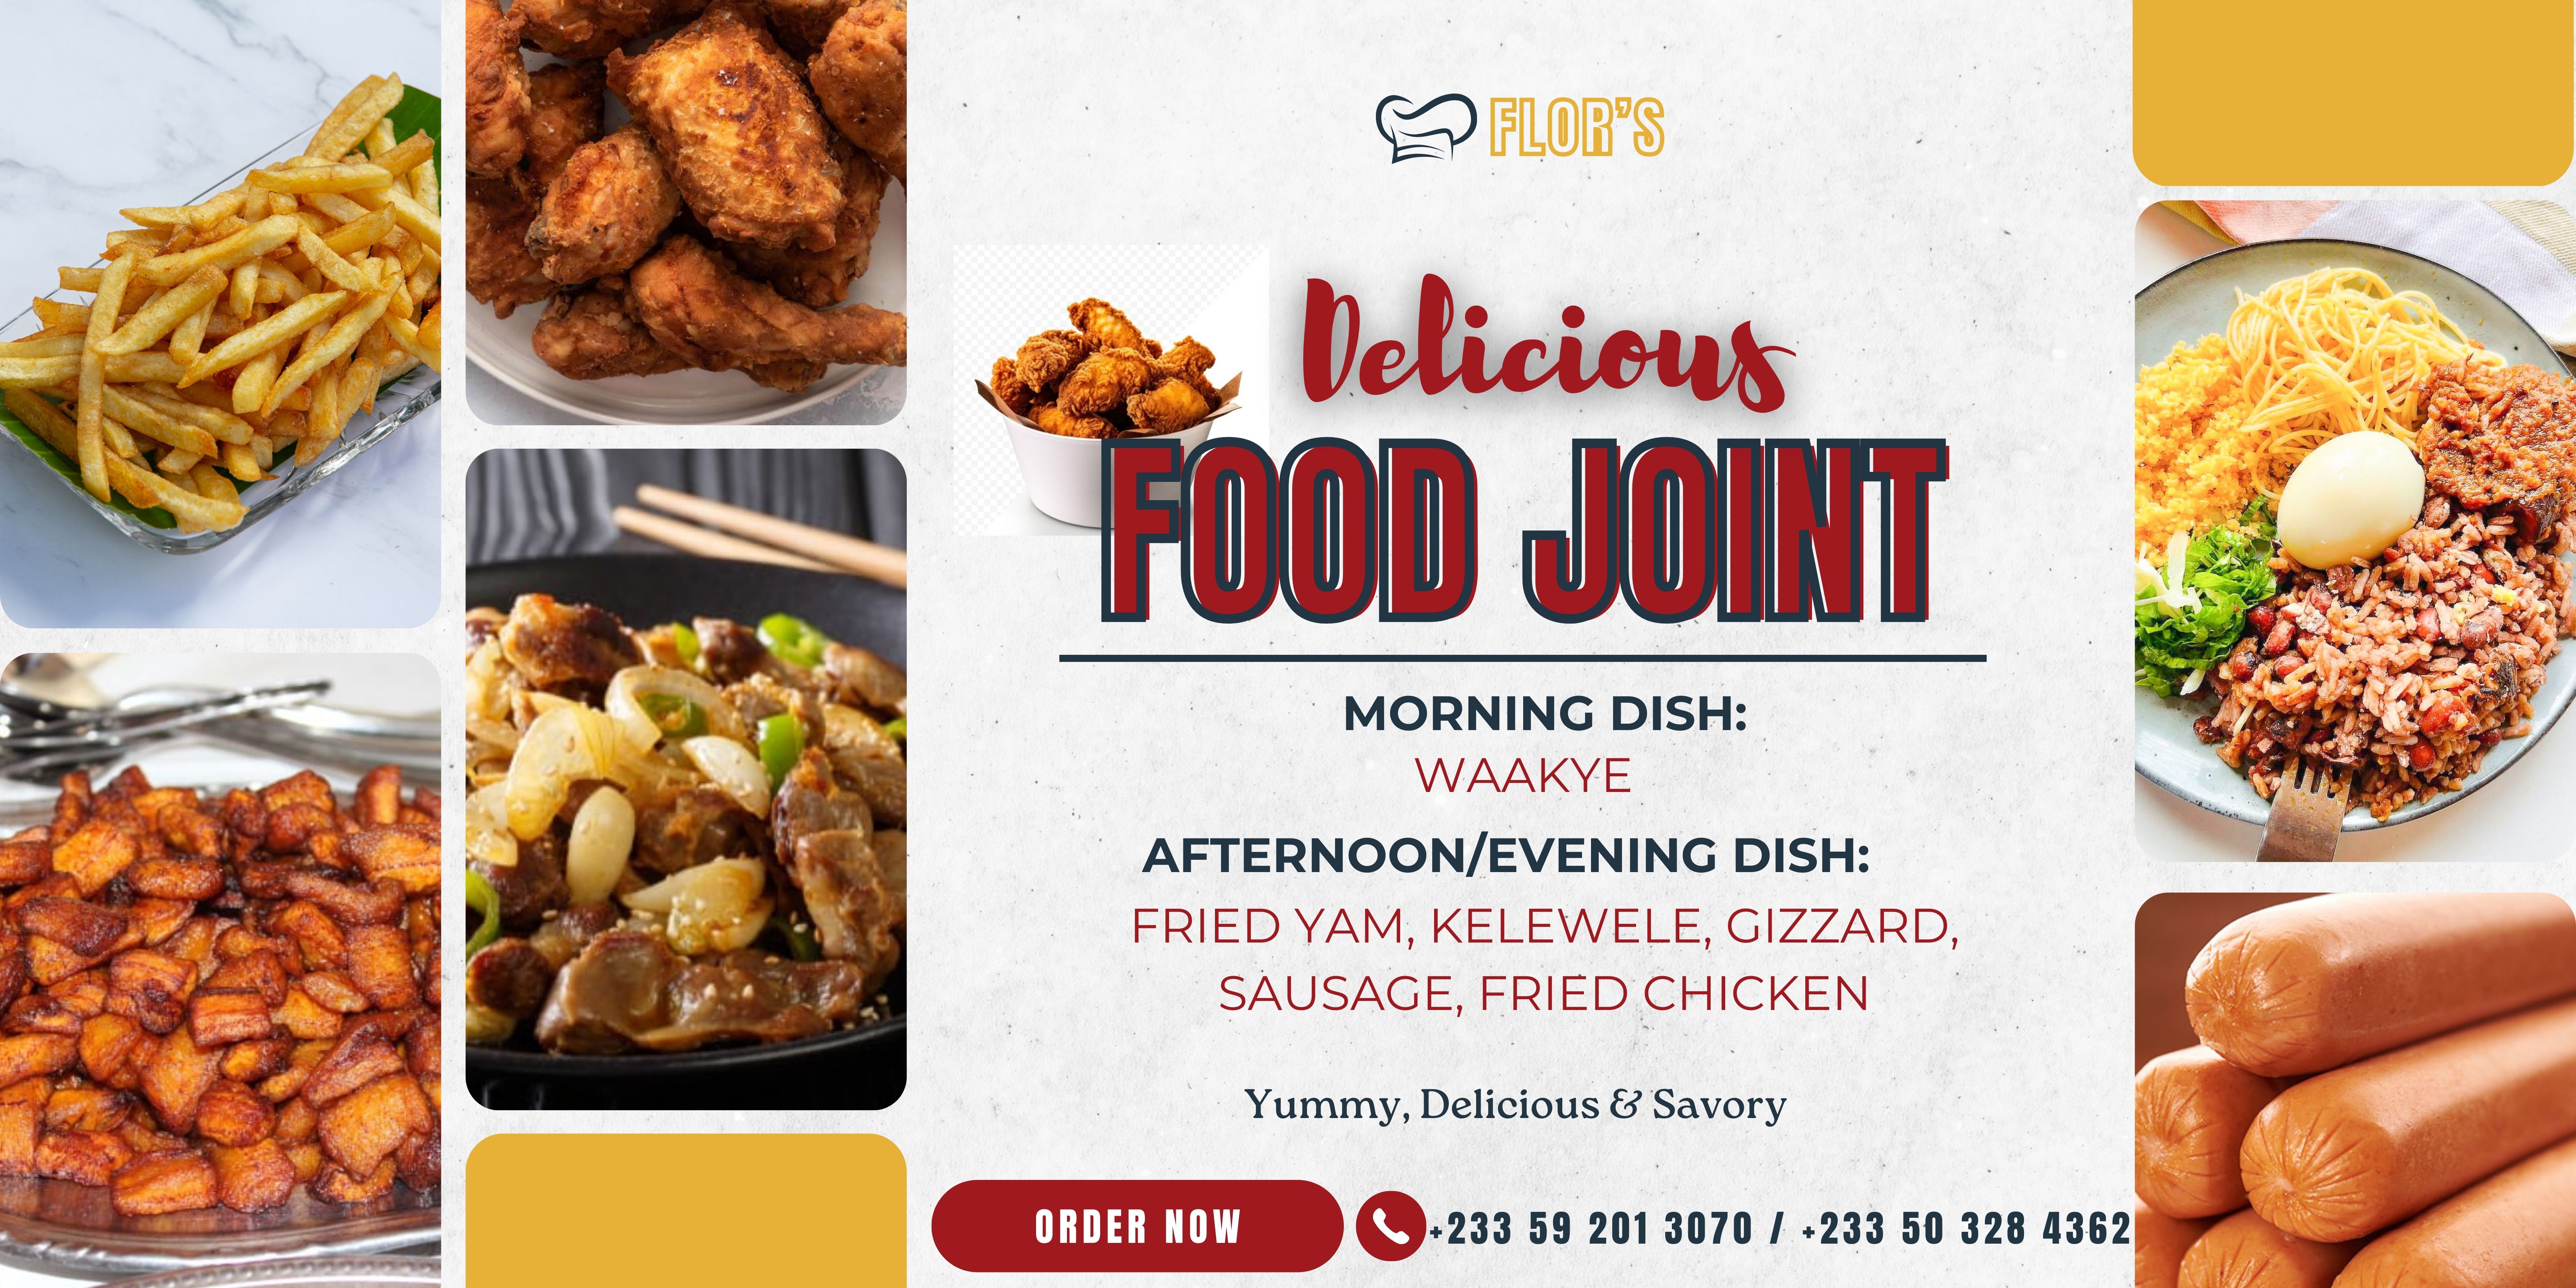 FLOR'S
Delicious
FOOD JOINT
MORNING DISH:
WAAKYE
AFTERNOON/EVENING DISH:
FRIED YAM, KELEWELE, GIZZARD,
SAUSAGE, FRIED CHICKEN
Yummy, Delicious & Savory
ORDER NOW
+233 59 201 3070 / +233 50 328 4362